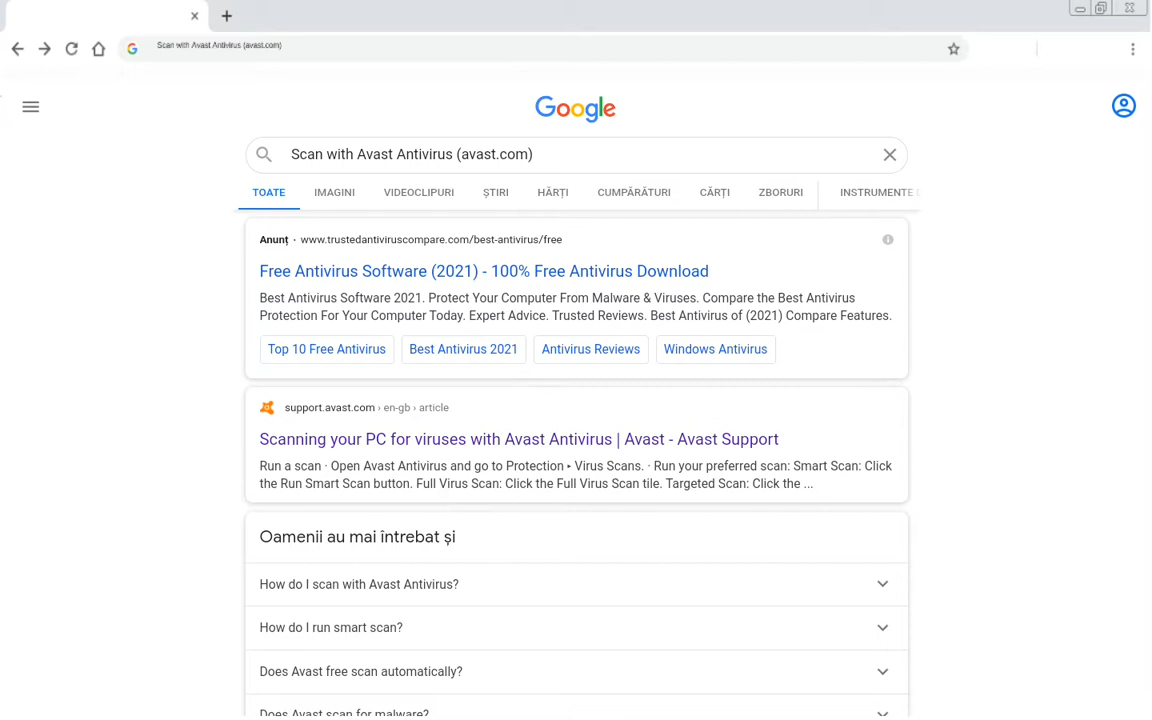 Scan with Avast Antivirus (avast.com)
Google
Scan with Avast Antivirus (avast.com)
TOATE IMAGINI VIDEOCLIPURI ȘTIRI HĂRȚI CUMPĂRĂTURI CĂRȚI ZBORURI INSTRUMENTE
Anunț · www.trustedantiviruscompare.com/best-antivirus/free
Free Antivirus Software (2021) - 100% Free Antivirus Download
Best Antivirus Software 2021. Protect Your Computer From Malware & Viruses. Compare the Best Antivirus
Protection For Your Computer Today. Expert Advice. Trusted Reviews. Best Antivirus of (2021) Compare Features.
Top 10 Free Antivirus Best Antivirus 2021 Antivirus Reviews Windows Antivirus
support.avast.com › en-gb › article
Scanning your PC for viruses with Avast Antivirus | Avast - Avast Support
Run a scan · Open Avast Antivirus and go to Protection ▸ Virus Scans. · Run your preferred scan: Smart Scan: Click
the Run Smart Scan button. Full Virus Scan: Click the Full Virus Scan tile. Targeted Scan: Click the ...
Oamenii au mai întrebat și
How do I scan with Avast Antivirus?
How do I run smart scan?
Does Avast free scan automatically?
Does Avast scan for malware?